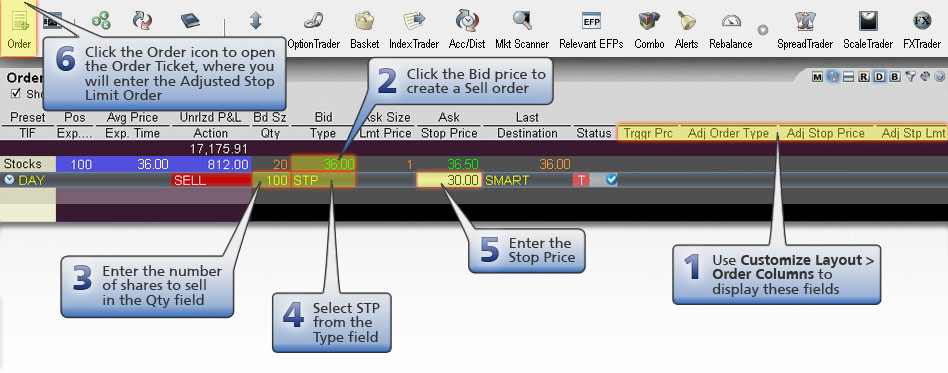 Order
OptionTrader
Basket
IndexTrader
Acc/Dist
Mkt Scanner
EFP
Relevant EFPs
Combo
Alerts
Rebalance
SpreadTrader
ScaleTrader
FX
FXTrader
6 Click the Order icon to open
the Order Ticket, where you
will enter the Adjusted Stop
Limit Order
2 Click the Bid price to
create a Sell order
M R D B
Preset Pos Avg Price Unrlzd P&L Bd Sz Bid Ask Size Ask Last
TIF Exp.... Exp. Time Action Qty Type Lmt Price Stop Price Destination Status Trggr Prc Adj Order Type Adj Stop Price Adj Stp Lmt
17,175.91
Stocks 100 36.00 812.00 20 36.00 1 36.50 36.00
DAY SELL 100 STP 30.00 SMART T
3 Enter the number
of shares to sell
in the Qty field
4 Select STP
from the
Type field
5 Enter the
Stop Price
1 Use Customize Layout >
Order Columns to
display these fields